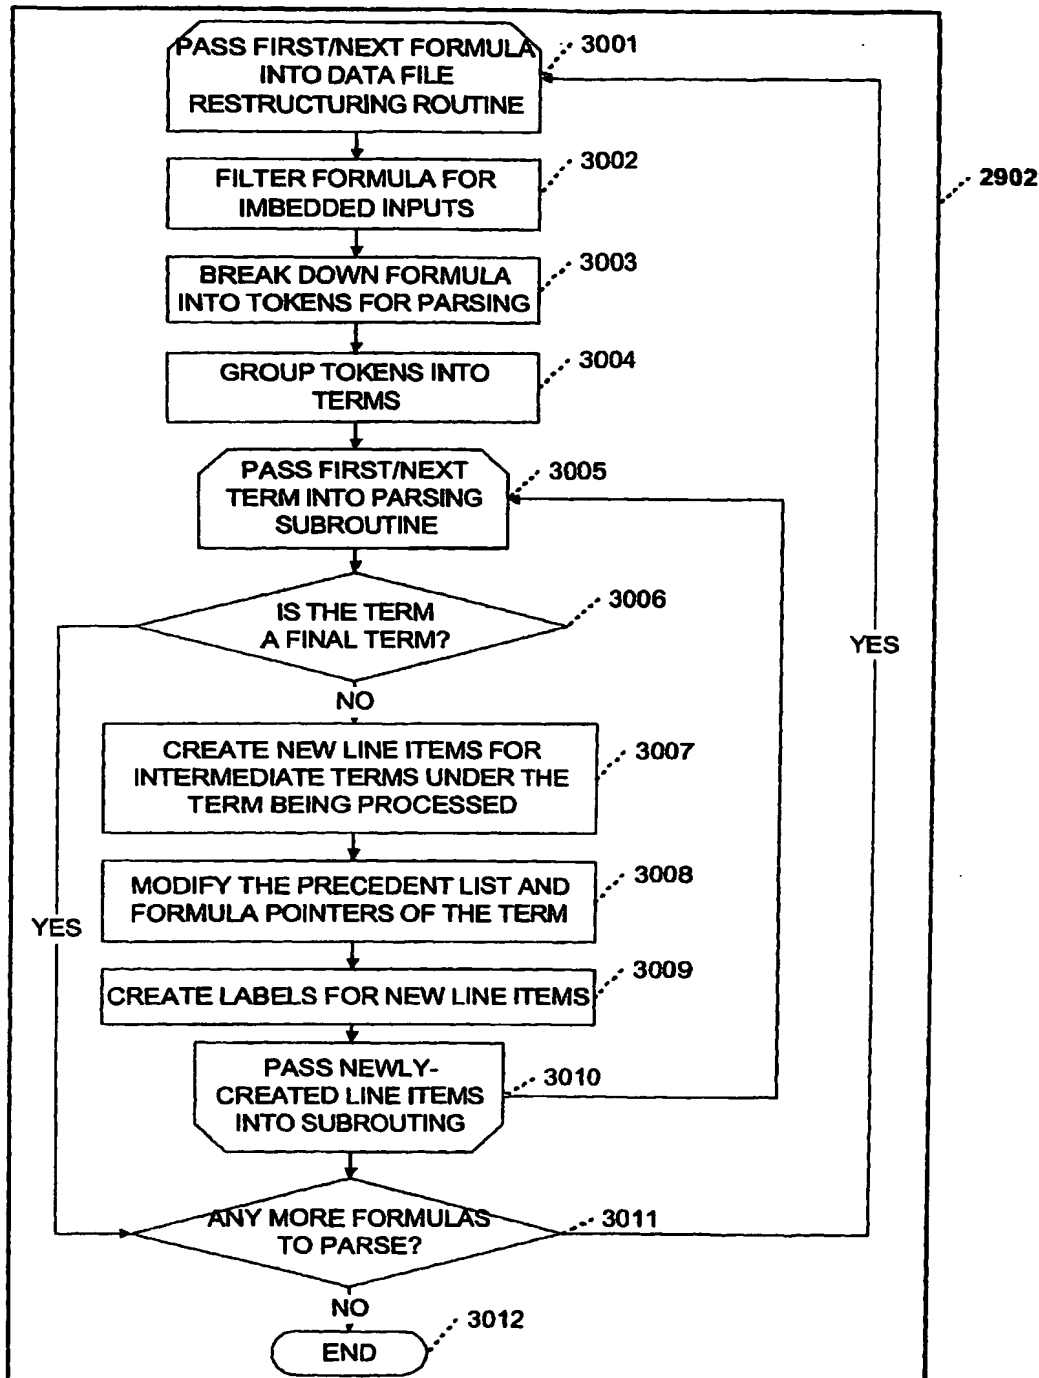 PASS FIRST/NEXT FORMULA
INTO DATA FILE
RESTRUCTURING ROUTINE
3001
FILTER FORMULA FOR
IMBEDDED INPUTS
3002
2902
BREAK DOWN FORMULA
INTO TOKENS FOR PARSING
3003
GROUP TOKENS INTO
TERMS
3004
PASS FIRST/NEXT
TERM INTO PARSING
SUBROUTINE
3005
IS THE TERM
A FINAL TERM?
3006
YES
NO
CREATE NEW LINE ITEMS FOR
INTERMEDIATE TERMS UNDER THE
TERM BEING PROCESSED
3007
MODIFY THE PRECEDENT LIST AND
FORMULA POINTERS OF THE TERM
3008
YES
CREATE LABELS FOR NEW LINE ITEMS
3009
PASS NEWLY-
CREATED LINE ITEMS
INTO SUBROUTING
3010
ANY MORE FORMULAS
TO PARSE?
3011
NO
END
3012